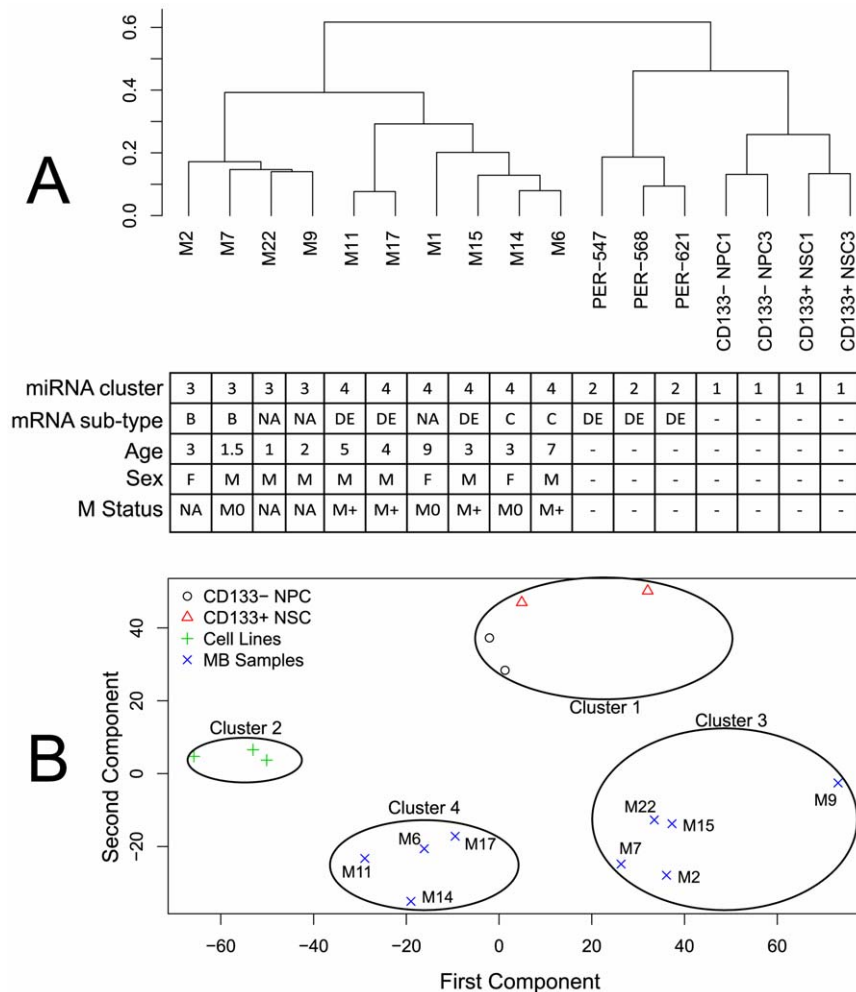 A
0.6
0.4
0.2
0.0
M2 M7 M22 M9 M11 M17 M1 M15 M14 M6 PER-547 PER-568 PER-621 CD133- NPC1 CD133- NPC3 CD133+ NSC1 CD133+ NSC3
miRNA cluster 3 3 3 3 4 4 4 4 4 4 2 2 2 1 1 1 1
mRNA sub-type B B NA NA DE DE NA DE C C DE DE DE - - - -
Age 3 1.5 1 2 5 4 9 3 3 7 - - - - - - -
Sex F M M M M M F M F M - - - - - - -
M Status NA M0 NA NA M+ M+ M0 M+ M0 M+ - - - - - - -
B
CD133- NPC
CD133+ NSC
Cell Lines
MB Samples
Cluster 1
Cluster 2
Cluster 3
Cluster 4
M9
M22
M15
M7
M2
M6
M17
M11
M14
Second Component
40
20
0
-20
-60 -40 -20 0 20 40 60
First Component